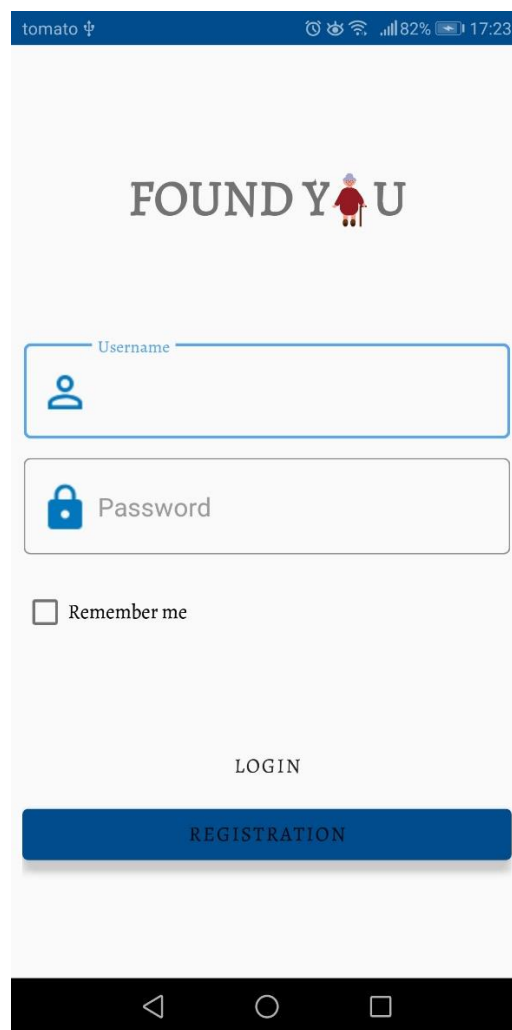 tomato 82% 17:23
FOUND Y U
Username
Password
Remember me
LOGIN
REGISTRATION